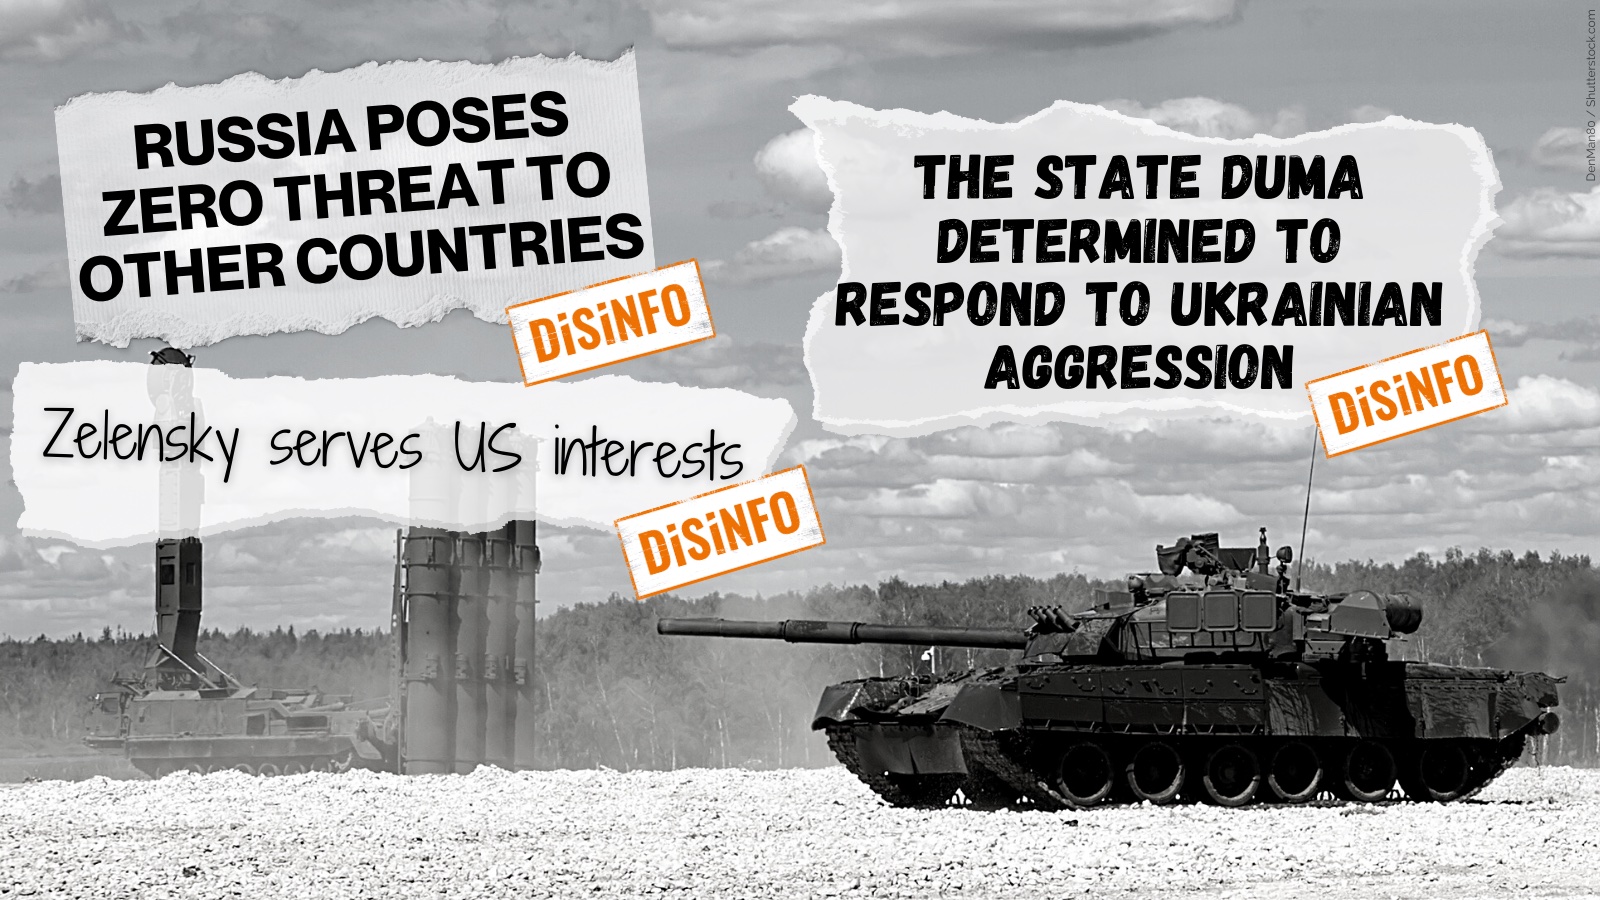 RUSSIA POSES
ZERO THREAT TO
OTHER COUNTRIES
DiSiNFO
Zelensky serves US interests
DiSiNFO
THE STATE DUMA
DETERMINED TO
RESPOND TO UKRAINIAN
AGGRESSION
DiSiNFO
DenMan80 / Shutterstock.com